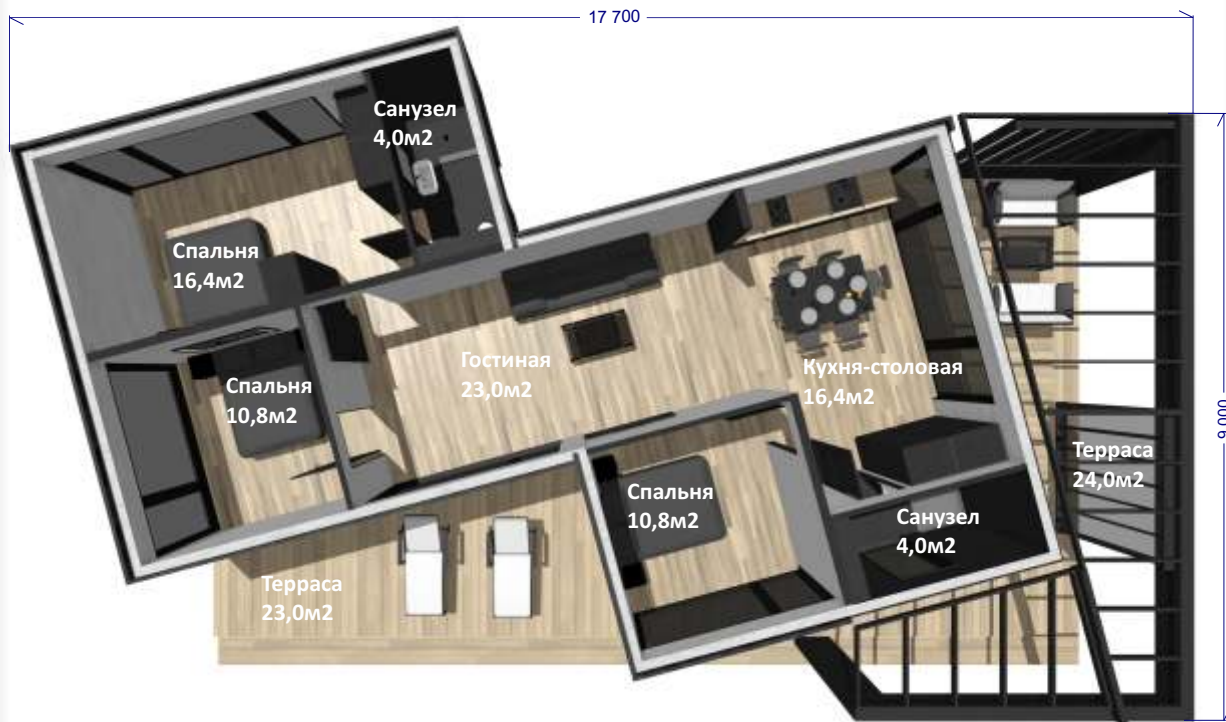 17 700
Санузел
4,0м2
Спальня
16,4м2
Гостиная
23,0м2
Кухня-столовая
16,4м2
Спальня
10,8м2
9 000
Терраса
24,0м2
Спальня
10,8м2
Санузел
4,0м2
Терраса
23,0м2